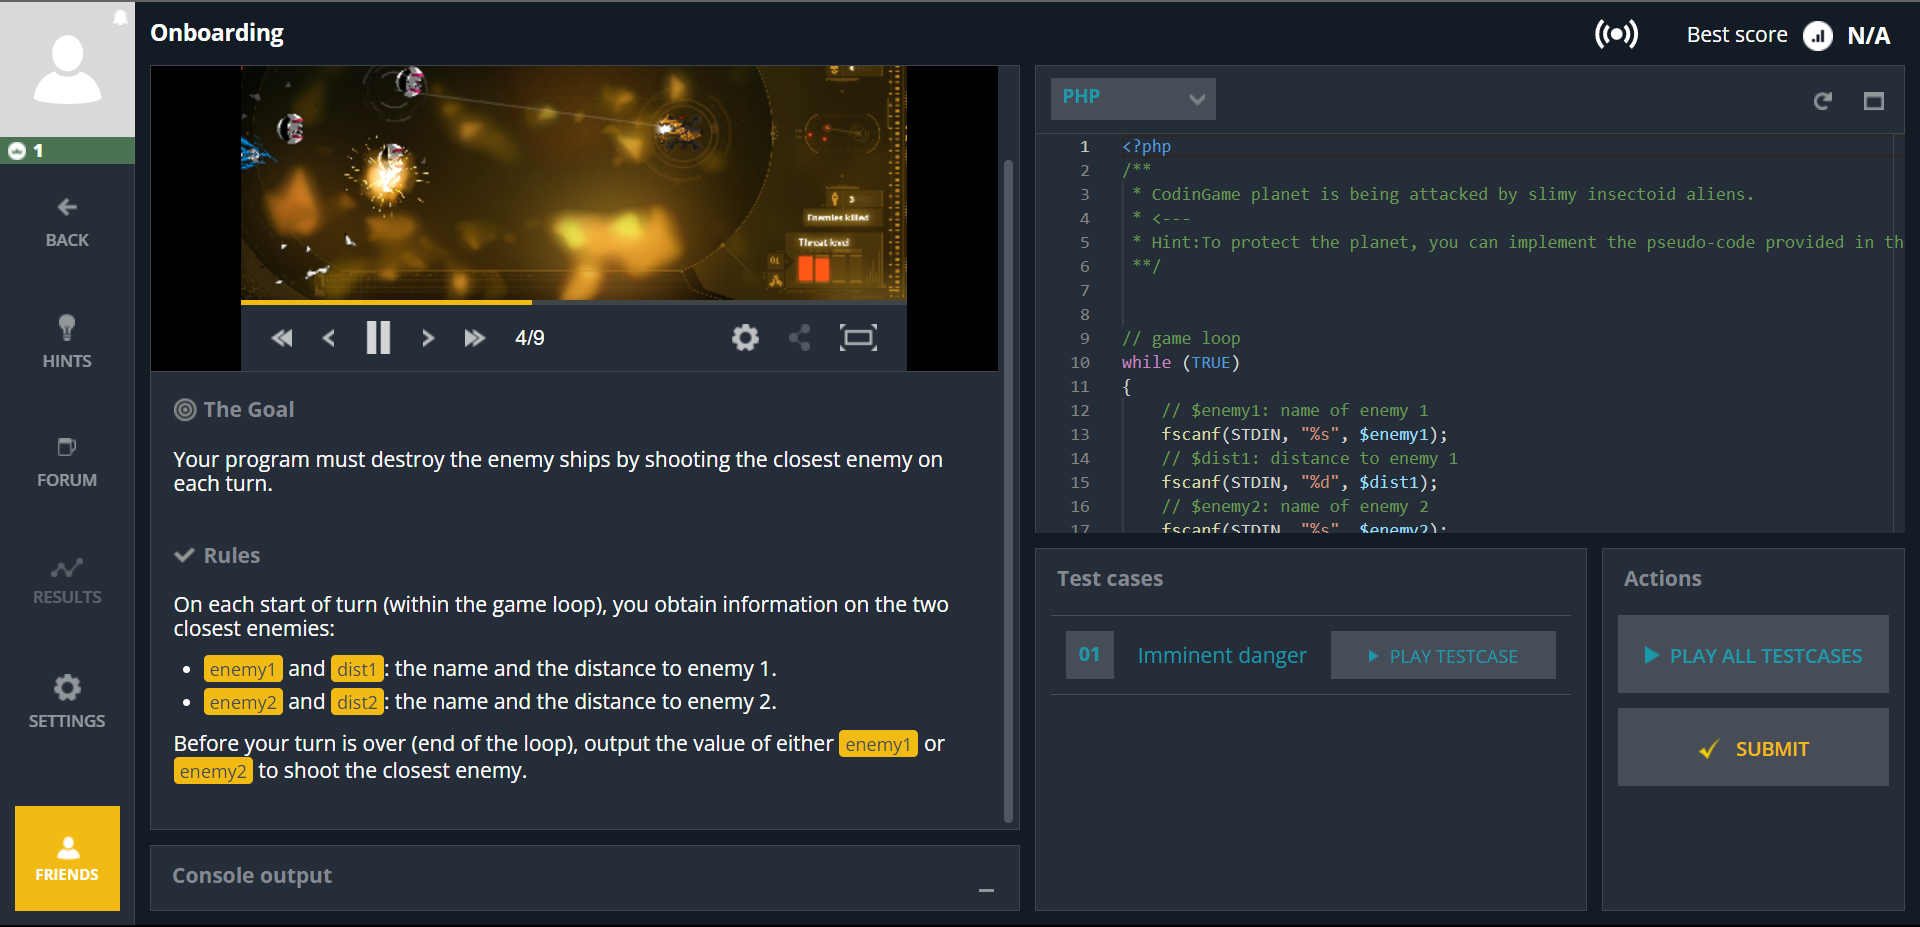 Onboarding
Best score N/A
1
BACK
HINTS
FORUM
RESULTS
SETTINGS
FRIENDS
3
Enemies killed
Threat level
01
4/9
The Goal
Your program must destroy the enemy ships by shooting the closest enemy on
each turn.
Rules
On each start of turn (within the game loop), you obtain information on the two
closest enemies:
• enemy1 and dist1: the name and the distance to enemy 1.
• enemy2 and dist2: the name and the distance to enemy 2.
Before your turn is over (end of the loop), output the value of either enemy1 or
enemy2 to shoot the closest enemy.
Console output
PHP
1 <?php
2 /**
3  * CodinGame planet is being attacked by slimy insectoid aliens.
4  * <---
5  * Hint:To protect the planet, you can implement the pseudo-code provided in th
6  **/
7
8
9 // game loop
10 while (TRUE)
11 {
12     // $enemy1: name of enemy 1
13     fscanf(STDIN, "%s", $enemy1);
14     // $dist1: distance to enemy 1
15     fscanf(STDIN, "%d", $dist1);
16     // $enemy2: name of enemy 2
17     fscanf(STDIN, "%s", $enemy2);
Test cases
01 Imminent danger PLAY TESTCASE
Actions
PLAY ALL TESTCASES
SUBMIT